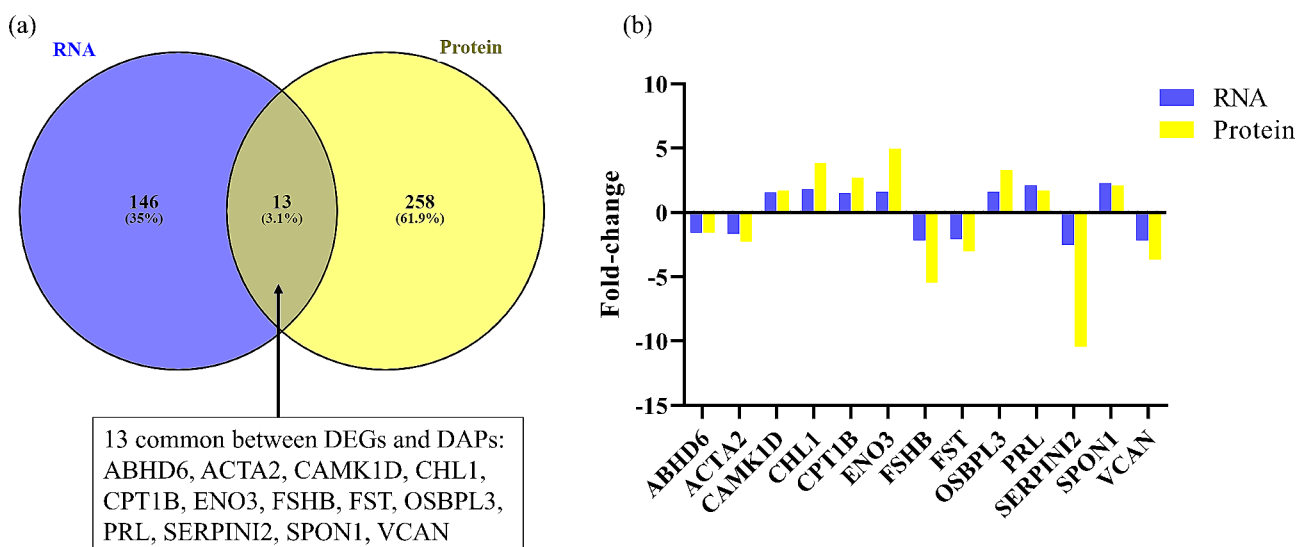 (a)
RNA
Protein
146
(35%)
13
(3.1%)
258
(61.9%)
13 common between DEGs and DAPs:
ABHD6, ACTA2, CAMK1D, CHL1,
CPT1B, ENO3, FSHB, FST, OSBPL3,
PRL, SERPINI2, SPON1, VCAN
(b)
RNA
Protein
Fold-change
10
5
0
-5
-10
-15
ABHD6
ACTA2
CAMK1D
CHL1
CPT1B
ENO3
FSHB
FST
OSBPL3
PRL
SERPINI2
SPON1
VCAN